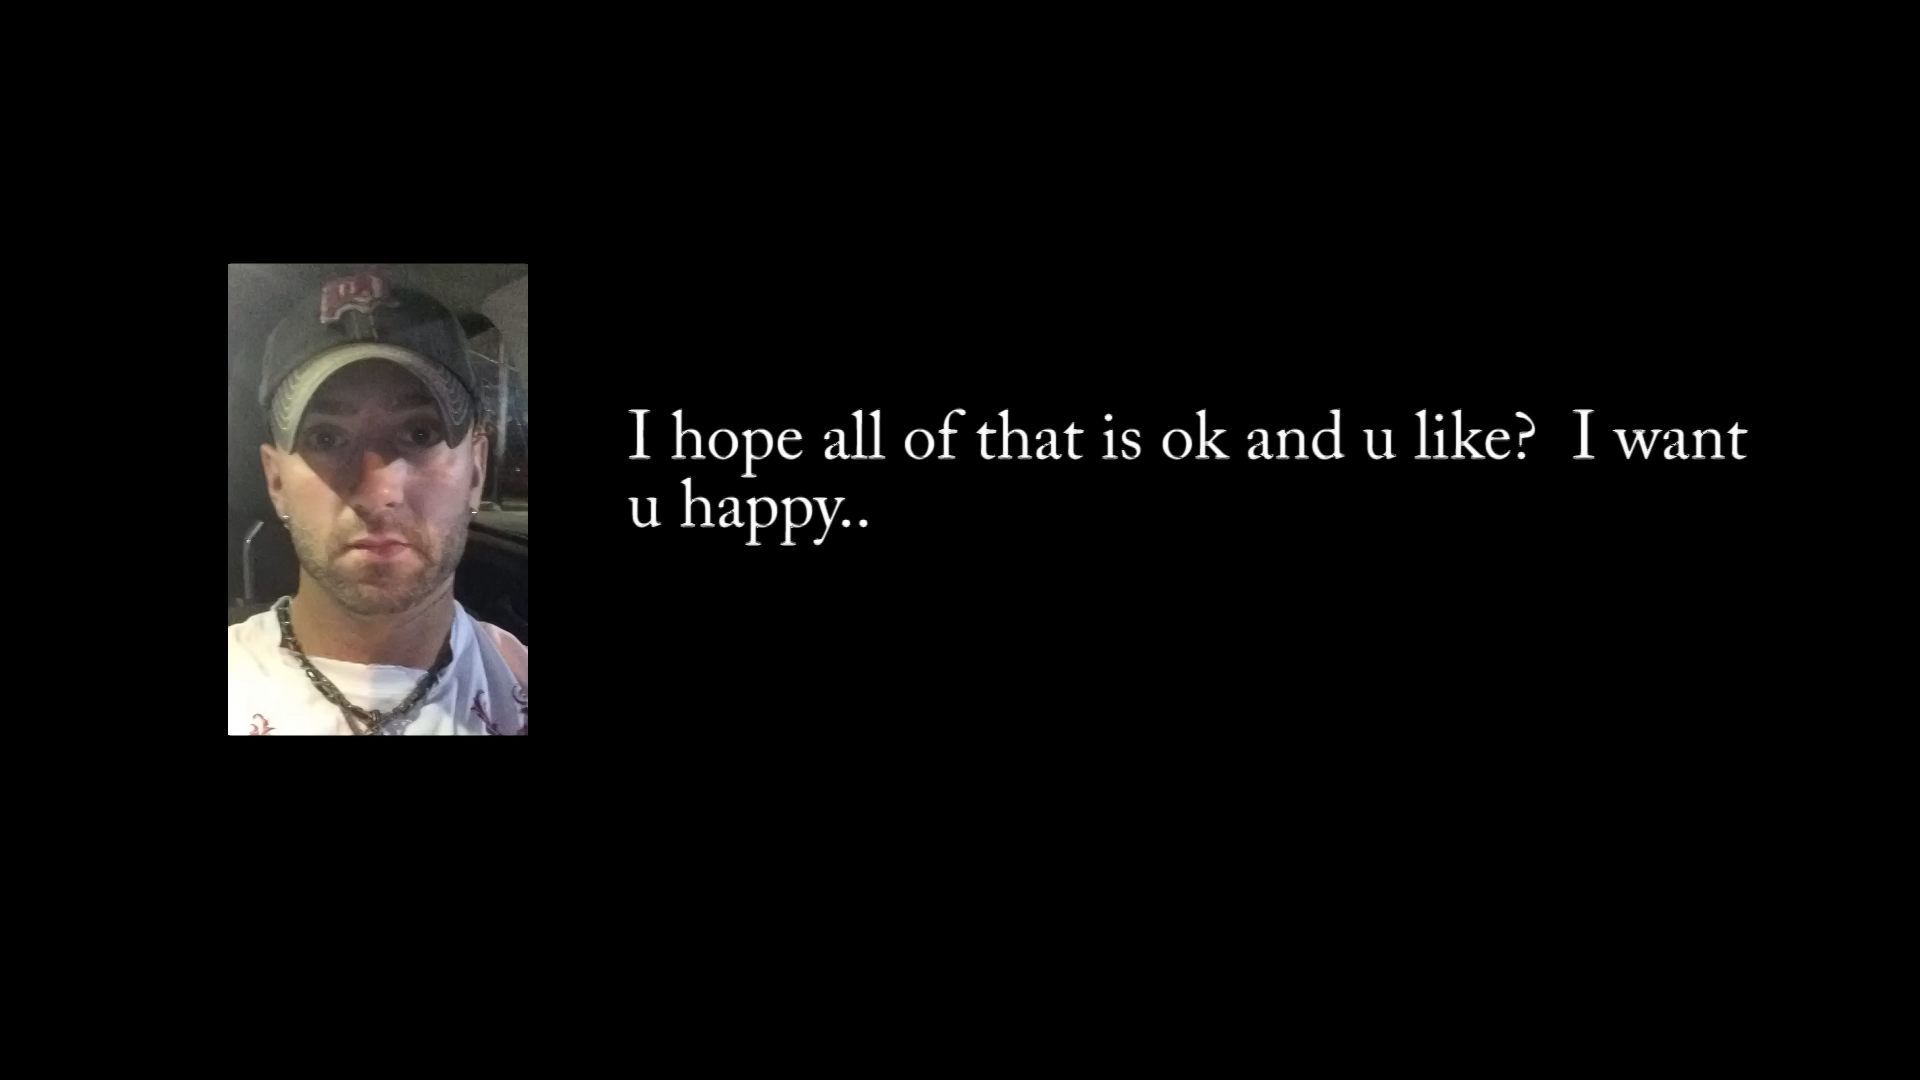 I hope all of that is ok and u like?  I want
u happy..